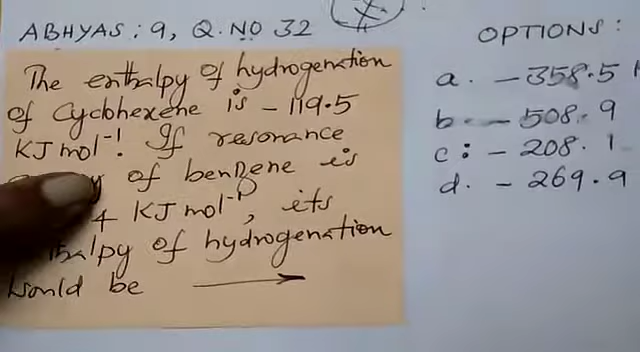 ABHYAS : 9, Q. NO 32
OPTIONS :
The enthalpy of hydrogenation
of cyclohexene is - 119.5
KJ mol-1. If resonance
of benzene is
4 KJ mol-1, its
thalpy of hydrogenation
would be →
a. - 358.5
b. - 508.9
c : - 208.1
d. - 269.9